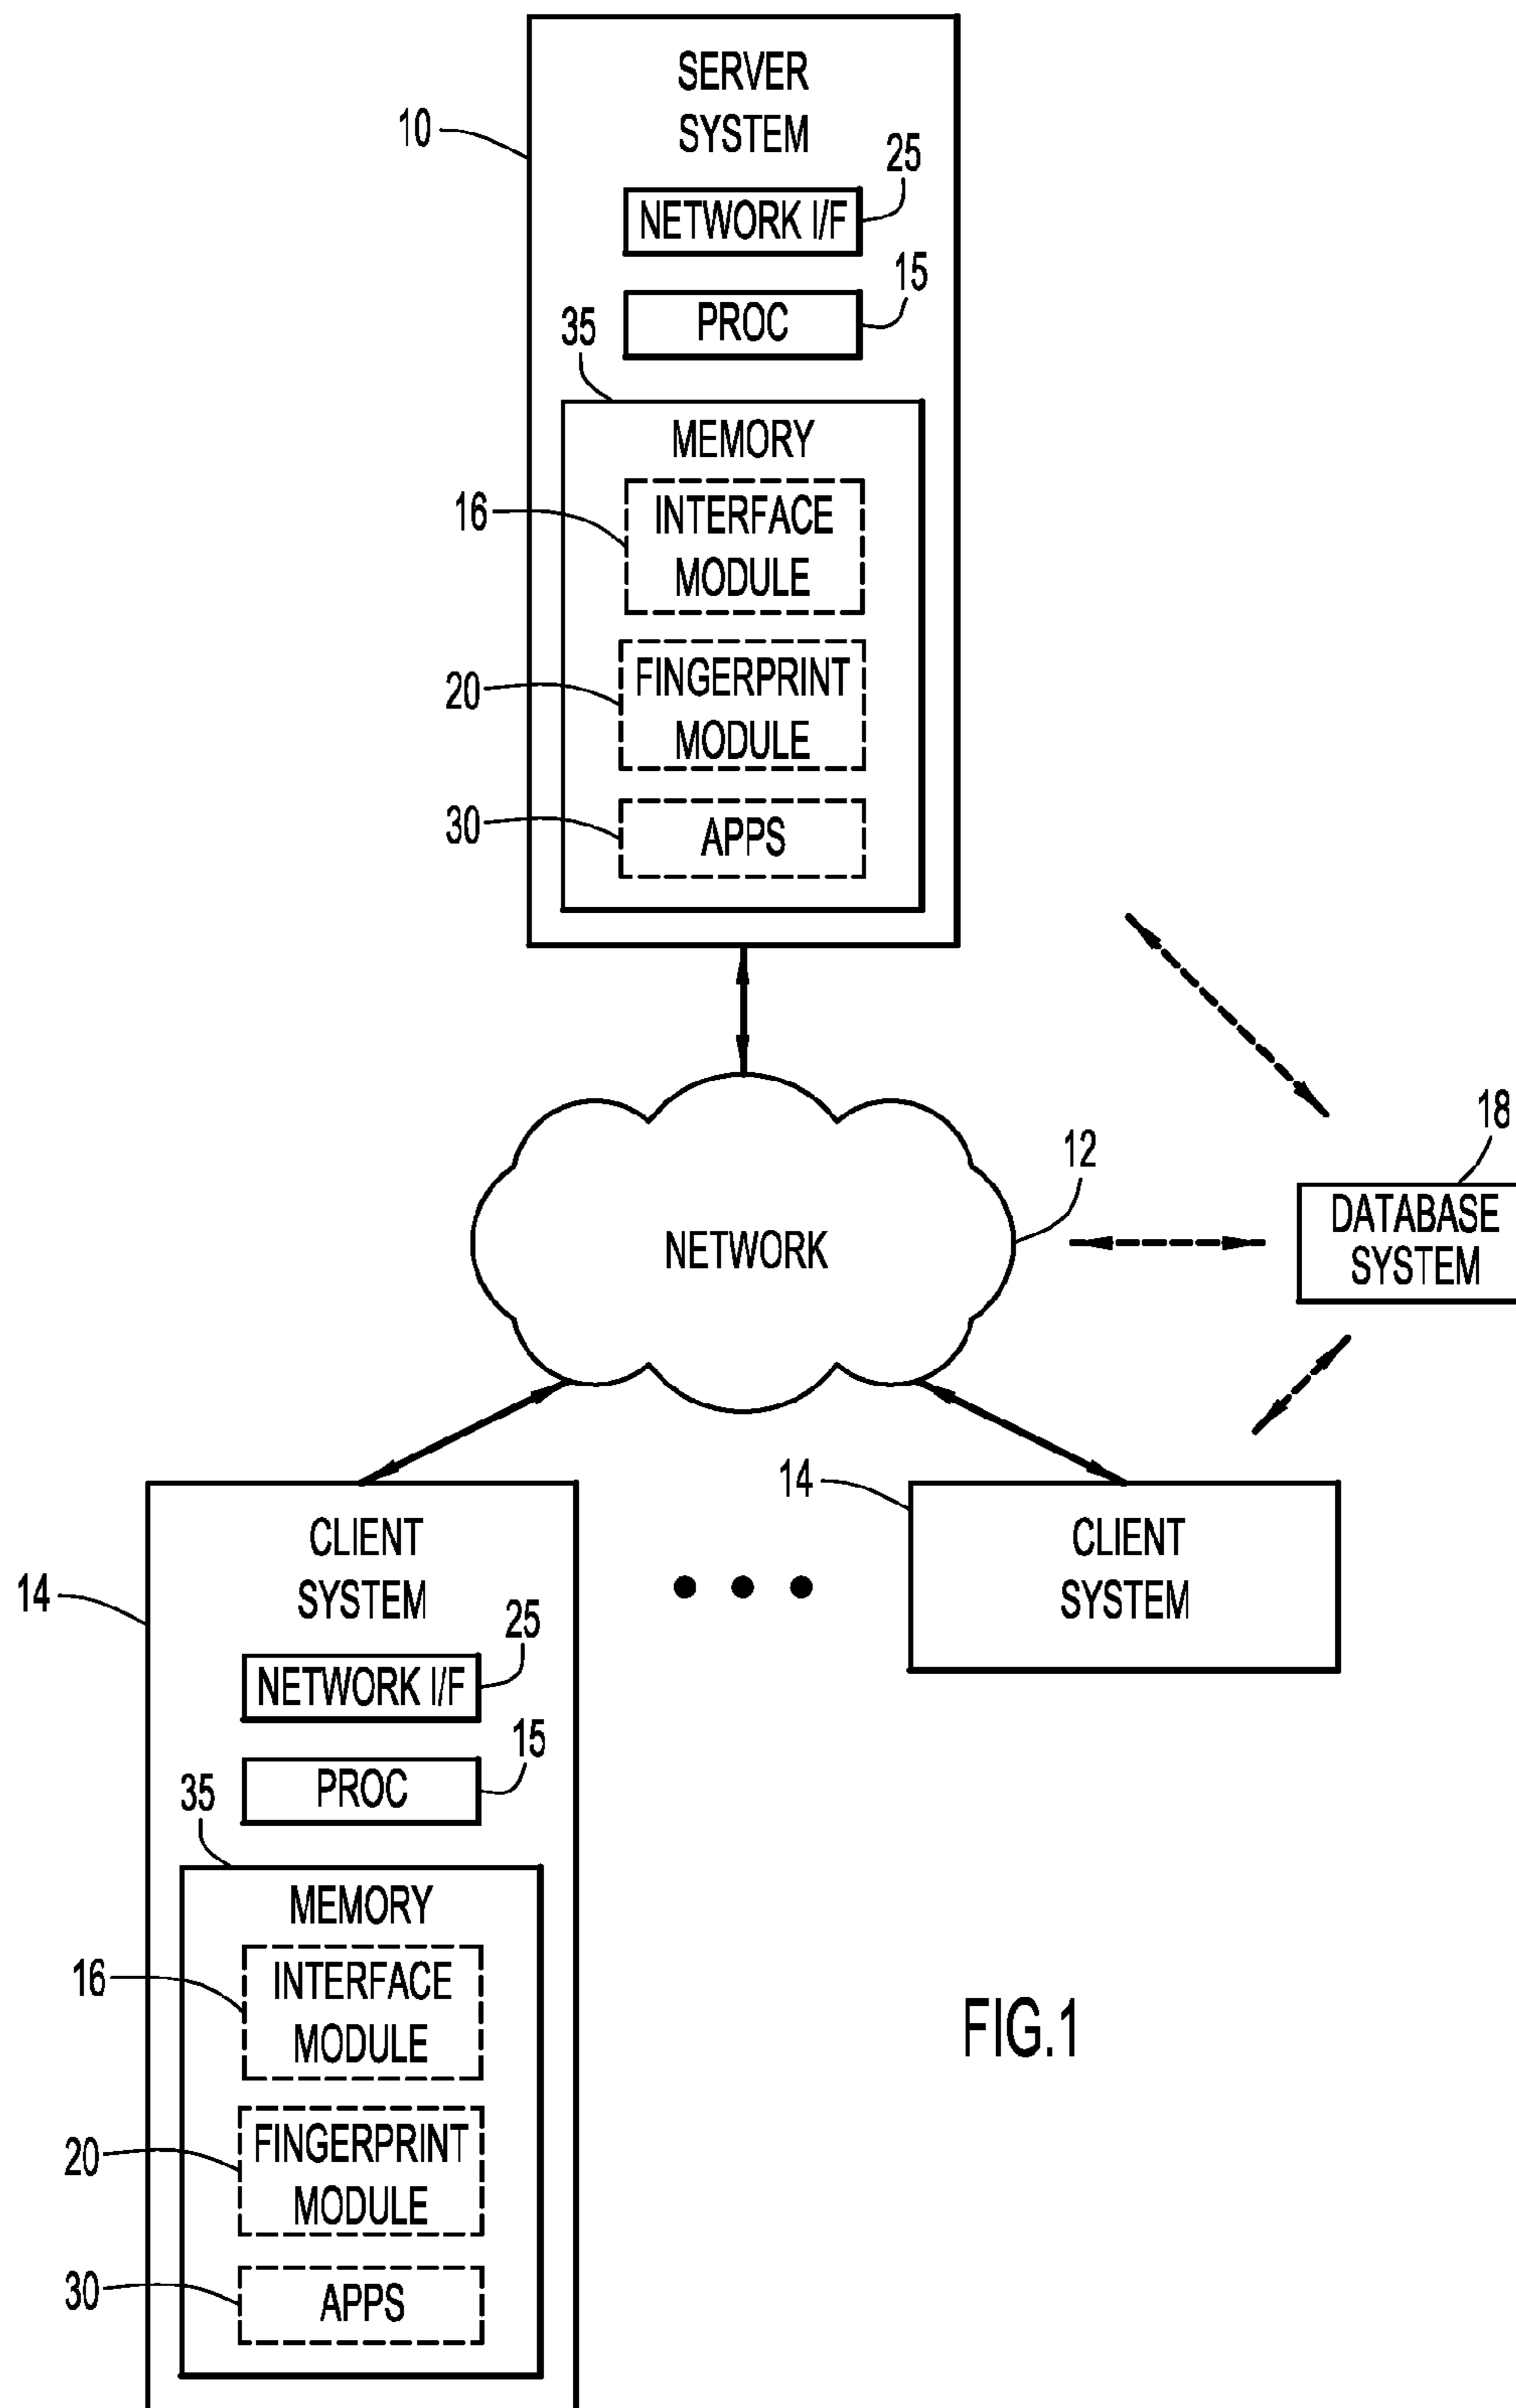 SERVER
SYSTEM
10
25
NETWORK I/F
15
PROC
35
MEMORY
16
INTERFACE
MODULE
20
FINGERPRINT
MODULE
30
APPS
12
NETWORK
18
DATABASE
SYSTEM
14
CLIENT
SYSTEM
14
CLIENT
SYSTEM
25
NETWORK I/F
15
PROC
35
MEMORY
16
INTERFACE
MODULE
20
FINGERPRINT
MODULE
30
APPS
FIG.1